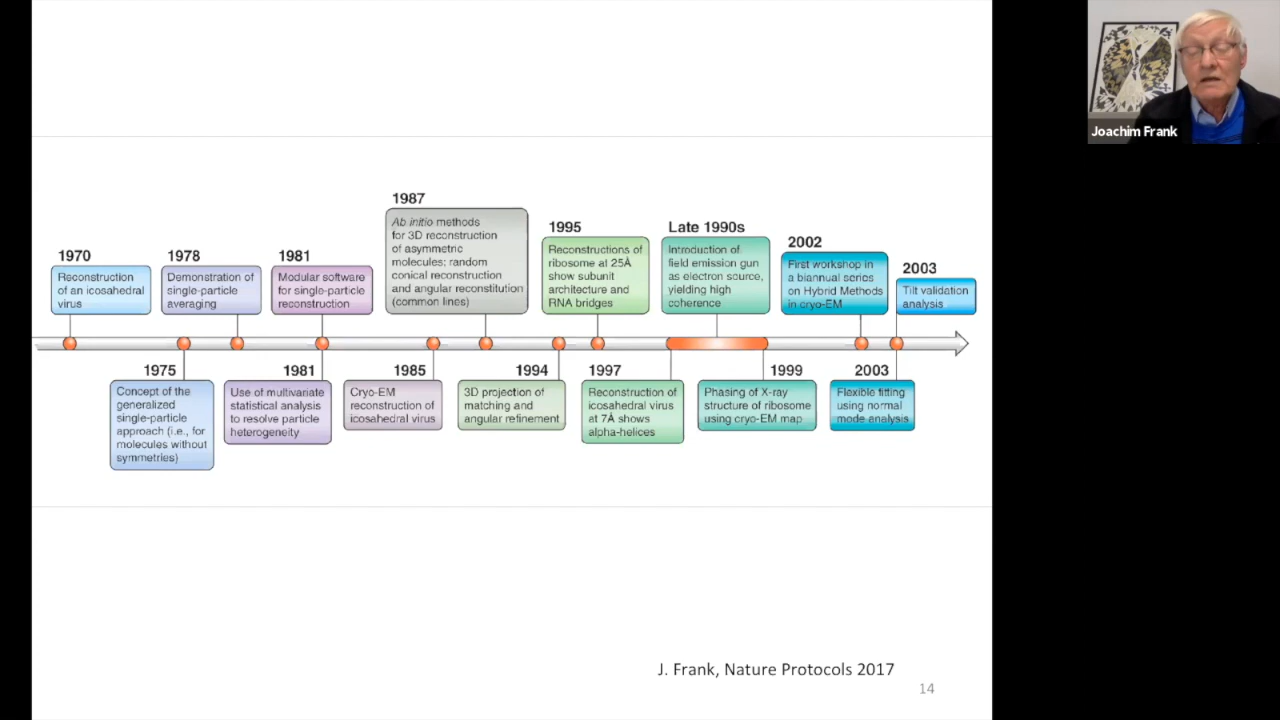 1970
Reconstruction
of an icosahedral
virus
1978
Demonstration of
single-particle
averaging
1981
Modular software
for single-particle
reconstruction
1987
Ab initio methods
for 3D reconstruction
of asymmetric
molecules: random
conical reconstruction
and angular reconstitution
(common lines)
1995
Reconstructions of
ribosome at 25Å
show subunit
architecture and
RNA bridges
Late 1990s
Introduction of
field emission gun
as electron source,
yielding high
coherence
2002
First workshop in
a biannual series
on Hybrid Methods
in cryo-EM
2003
Tilt validation
analysis
1975
Concept of the
generalized
single-particle
approach (i.e., for
molecules without
symmetries)
1981
Use of multivariate
statistical analysis
to resolve particle
heterogeneity
1985
Cryo-EM
reconstruction of
icosahedral virus
1994
3D projection of
matching and
angular refinement
1997
Reconstruction of
icosahedral virus
at 7Å shows
alpha-helices
1999
Phasing of X-ray
structure of ribosome
using cryo-EM map
2003
Flexible fitting
using normal
mode analysis
J. Frank, Nature Protocols 2017
14
Joachim Frank